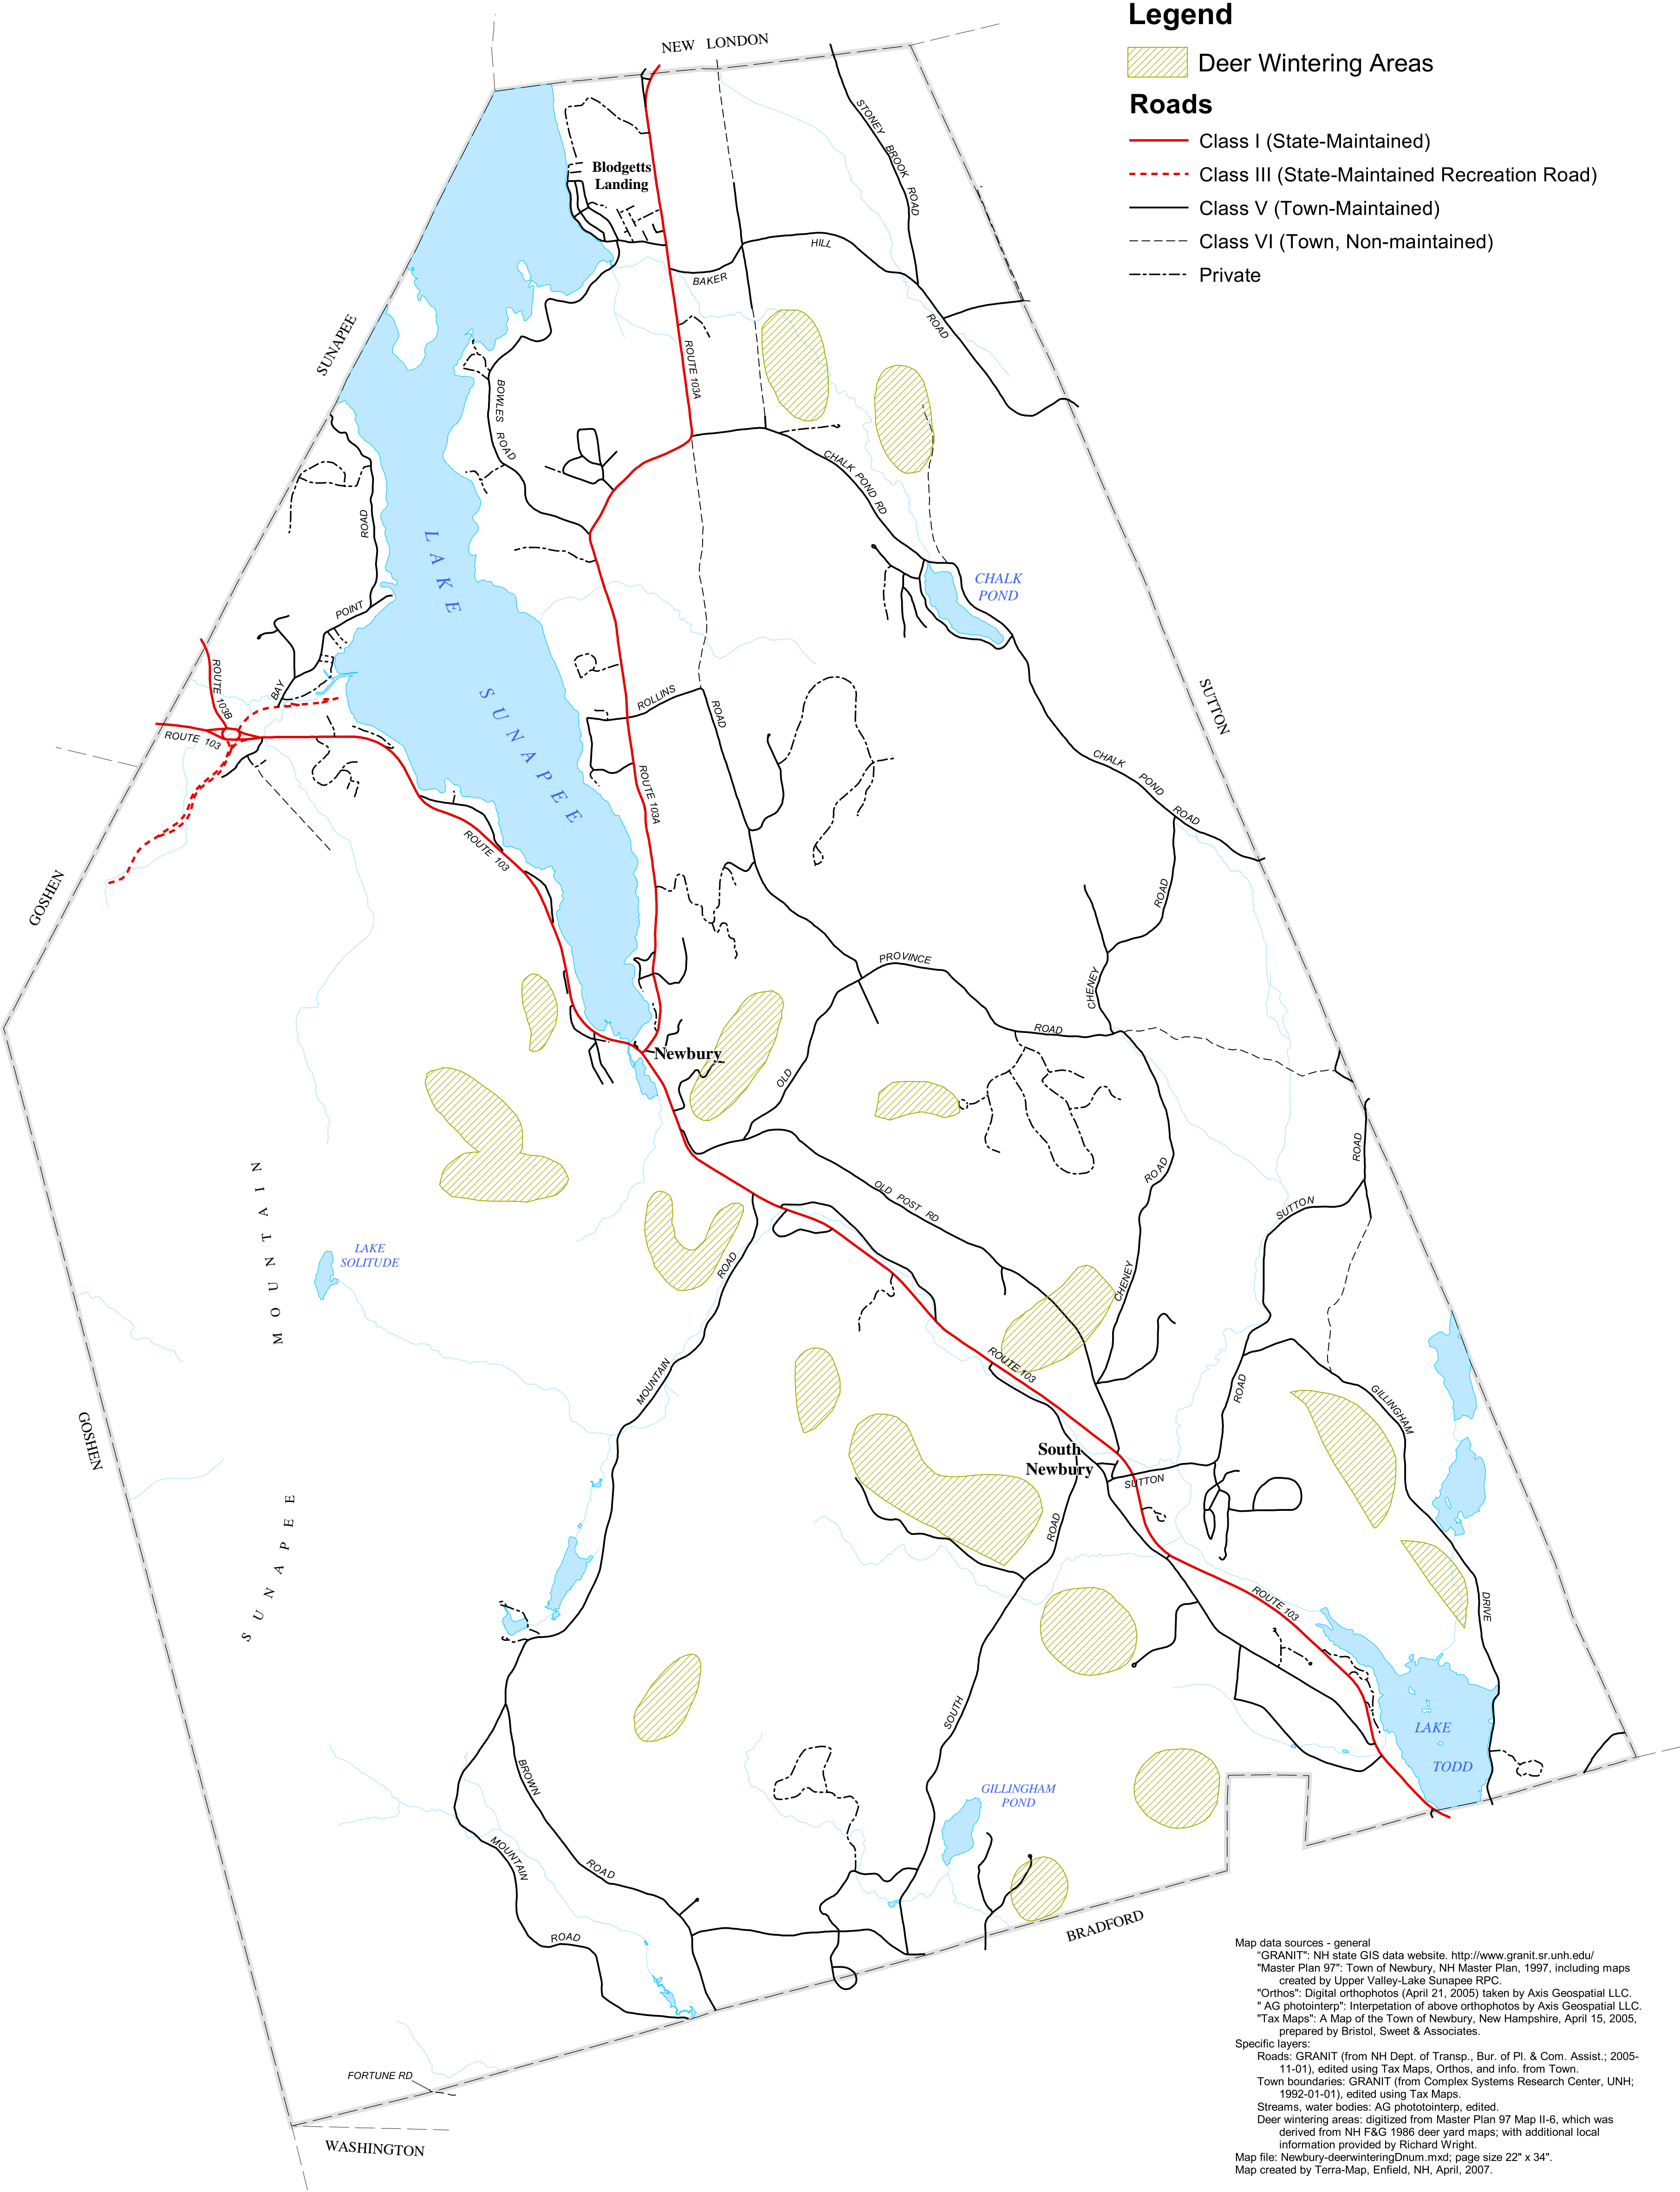 Legend
Deer Wintering Areas
Roads
Class I (State-Maintained)
Class III (State-Maintained Recreation Road)
Class V (Town-Maintained)
Class VI (Town, Non-maintained)
Private
NEW LONDON
STONEY BROOK ROAD
Blodgetts
Landing
BAKER HILL ROAD
SUNAPEE
ROUTE 103A
BOWLES ROAD
CHALK POND RD
LAKE SUNAPEE
CHALK
POND
BAY POINT ROAD
ROUTE 103B
ROUTE 103
ROLLINS ROAD
SUTTON
ROUTE 103A
CHALK POND ROAD
ROUTE 103
GOSHEN
CHENEY ROAD
OLD PROVINCE ROAD
Newbury
SUNAPEE MOUNTAIN
LAKE
SOLITUDE
OLD POST RD
CHENEY ROAD
SUTTON ROAD
MOUNTAIN ROAD
ROUTE 103
GOSHEN
GILLINGHAM DRIVE
South
Newbury
SUTTON ROAD
SOUTH ROAD
ROUTE 103
LAKE
TODD
BROWN ROAD
MOUNTAIN ROAD
GILLINGHAM
POND
BRADFORD
FORTUNE RD
WASHINGTON
Map data sources - general
"GRANIT": NH state GIS data website. http://www.granit.sr.unh.edu/
"Master Plan 97": Town of Newbury, NH Master Plan, 1997, including maps
created by Upper Valley-Lake Sunapee RPC.
"Orthos": Digital orthophotos (April 21, 2005) taken by Axis Geospatial LLC.
" AG photointerp": Interpetation of above orthophotos by Axis Geospatial LLC.
"Tax Maps": A Map of the Town of Newbury, New Hampshire, April 15, 2005,
prepared by Bristol, Sweet & Associates.
Specific layers:
Roads: GRANIT (from NH Dept. of Transp., Bur. of Pl. & Com. Assist.; 2005-
11-01), edited using Tax Maps, Orthos, and info. from Town.
Town boundaries: GRANIT (from Complex Systems Research Center, UNH;
1992-01-01), edited using Tax Maps.
Streams, water bodies: AG phototointerp, edited.
Deer wintering areas: digitized from Master Plan 97 Map II-6, which was
derived from NH F&G 1986 deer yard maps; with additional local
information provided by Richard Wright.
Map file: Newbury-deerwinteringDnum.mxd; page size 22" x 34".
Map created by Terra-Map, Enfield, NH, April, 2007.